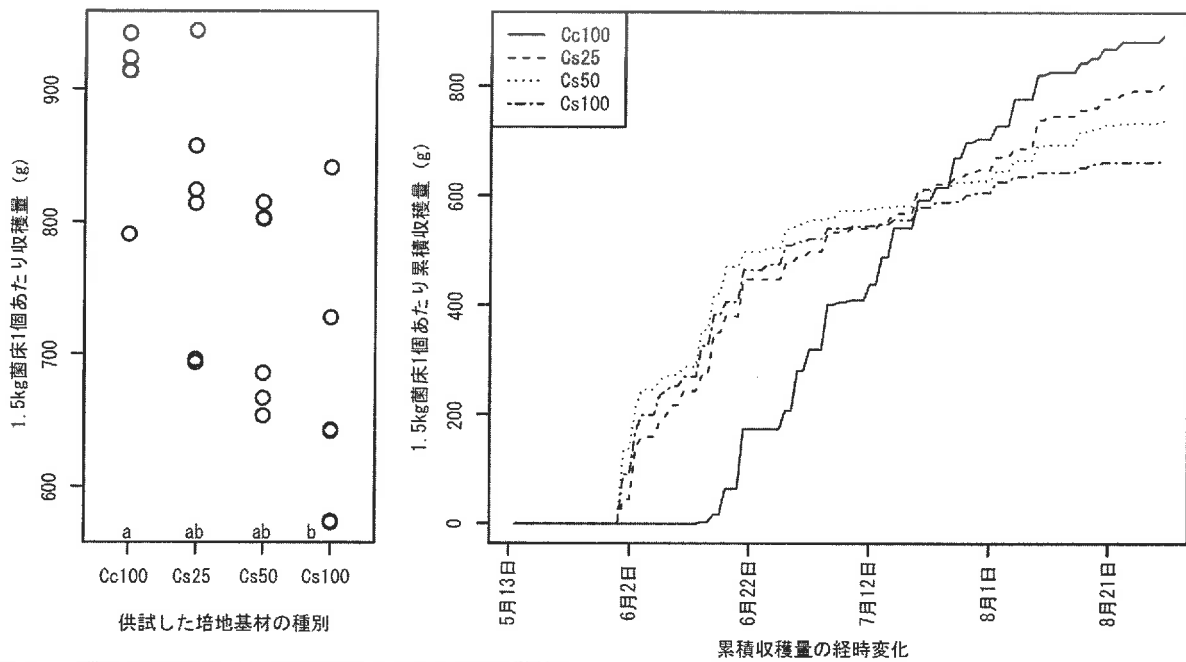 1.5kg菌床1個あたり収穫量（g）
900
800
700
600
a ab ab b
Cc100 Cs25 Cs50 Cs100
供試した培地基材の種別
1.5kg菌床1個あたり累積収穫量（g）
Cc100
Cs25
Cs50
Cs100
800
600
400
200
0
5月13日 6月2日 6月22日 7月12日 8月1日 8月21日
累積収穫量の経時変化